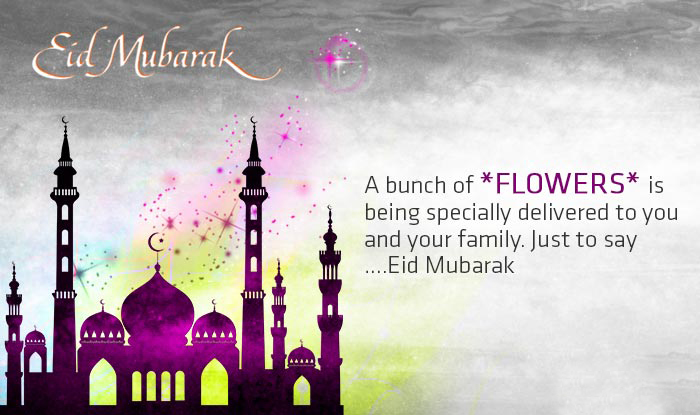 Eid Mubarak
A bunch of *FLOWERS* is
being specially delivered to you
and your family. Just to say
....Eid Mubarak